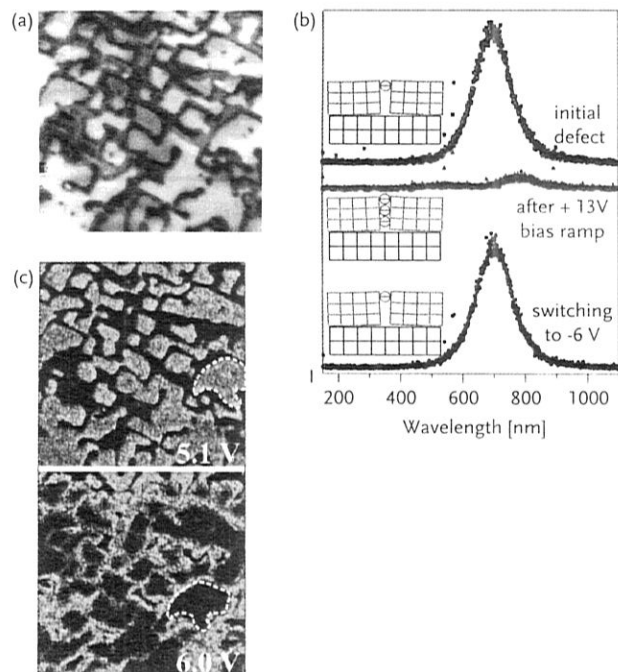 (a)
(b)
initial
defect
after + 13V
bias ramp
switching
to -6 V
200
400
600
800
1000
Wavelength [nm]
(c)
5.1 V
6.0 V